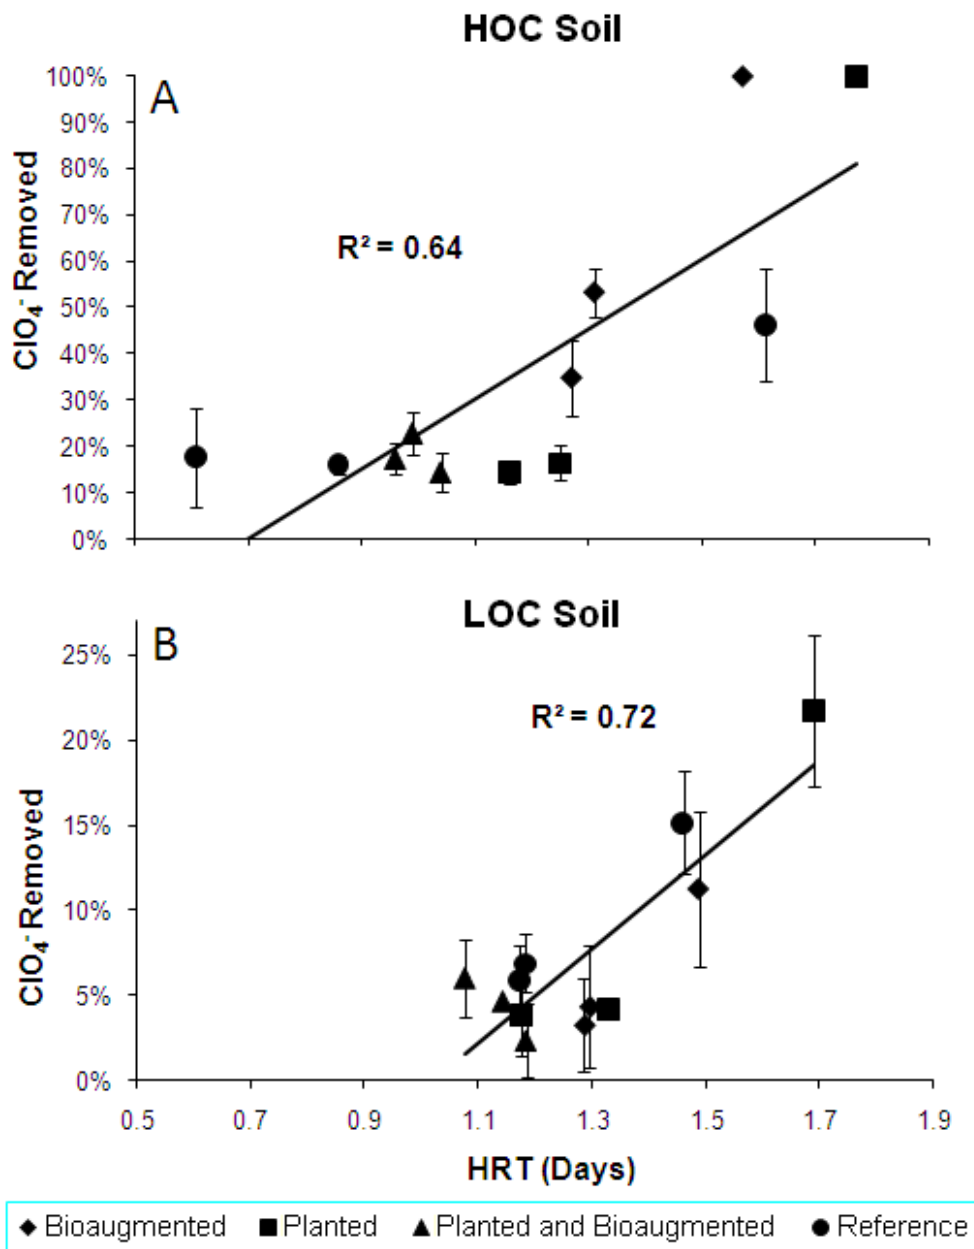 HOC Soil
A
100%
90%
80%
70%
60%
50%
40%
30%
20%
10%
0%
ClO₄⁻ Removed
R² = 0.64
LOC Soil
B
25%
20%
15%
10%
5%
0%
ClO₄⁻ Removed
R² = 0.72
0.5 0.7 0.9 1.1 1.3 1.5 1.7 1.9
HRT (Days)
Bioaugmented Planted Planted and Bioaugmented Reference